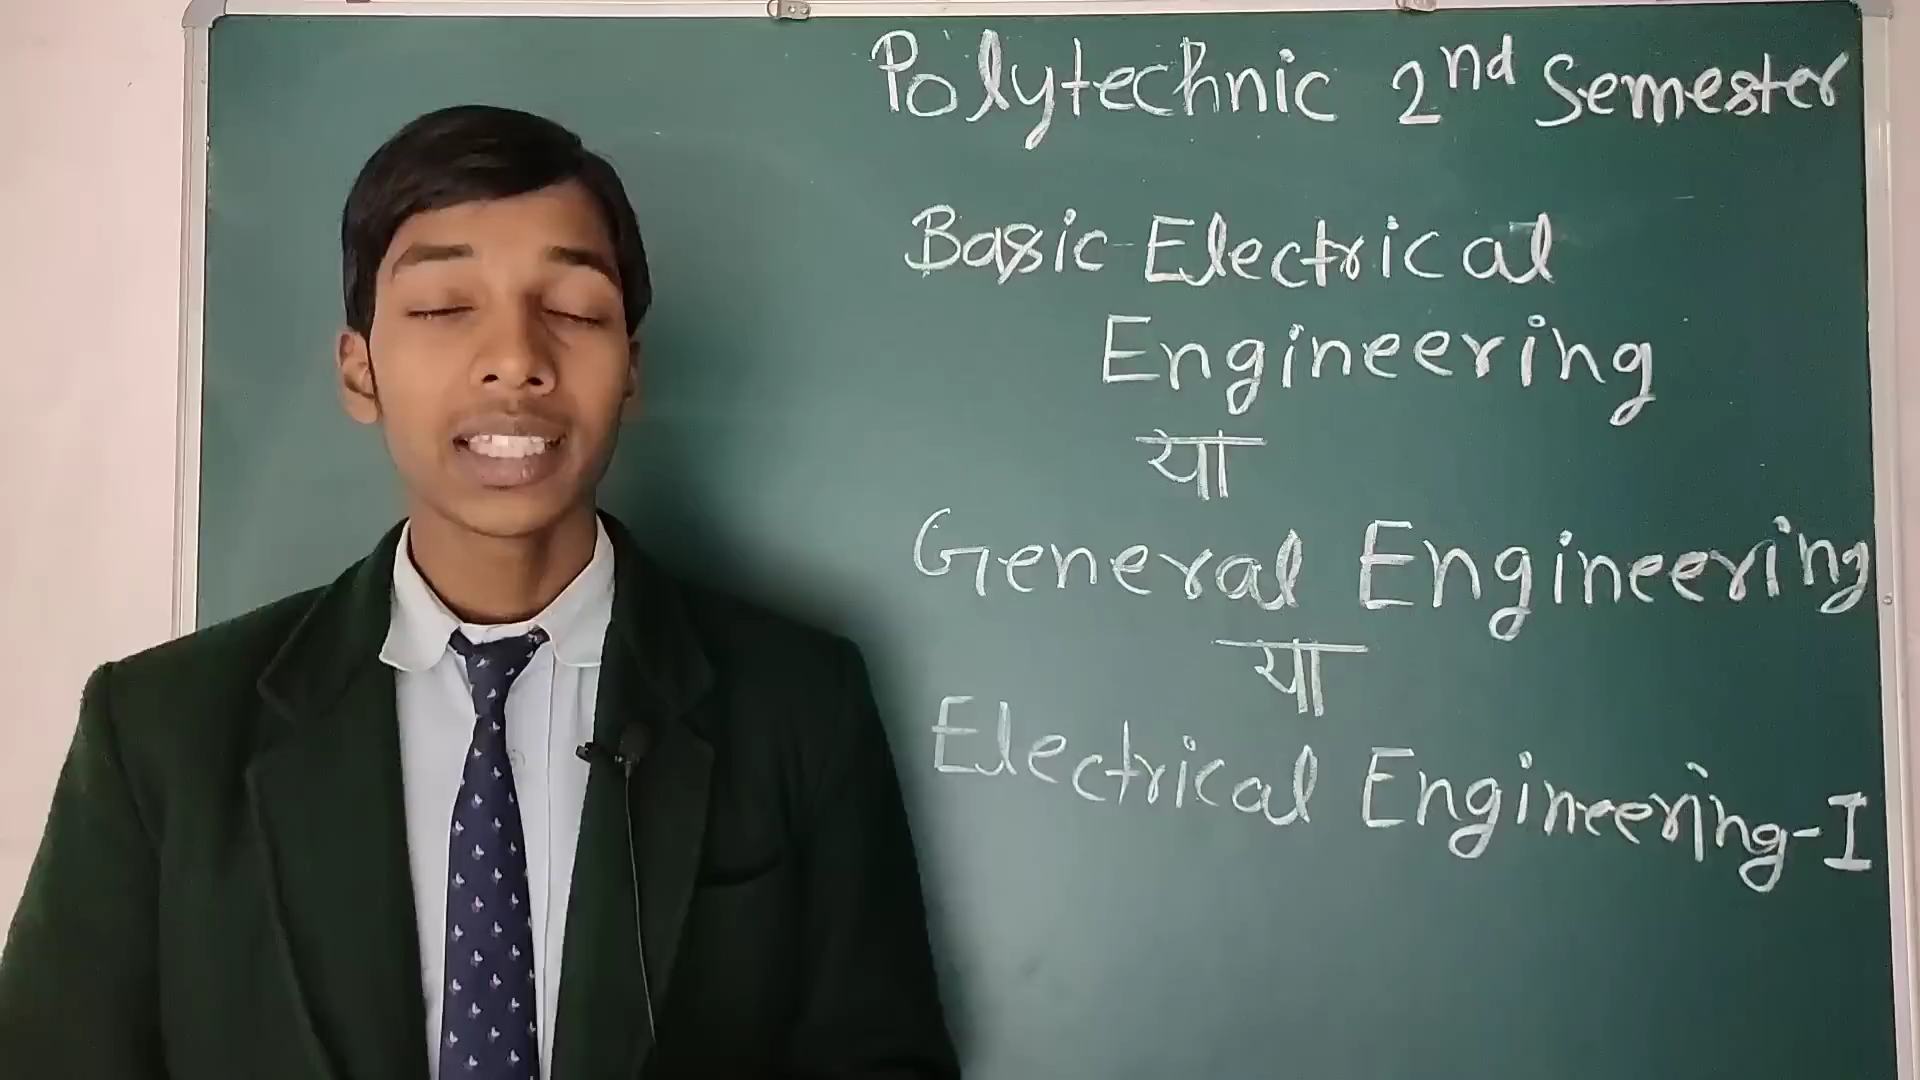 Polytechnic 2nd Semester
Basic Electrical
Engineering
या
General Engineering
या
Electrical Engineering-I